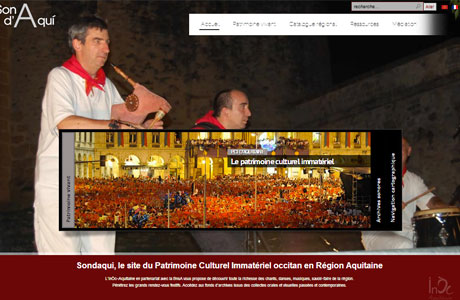 Son
d'Aquí
recherche...
Accueil Patrimoine vivant Catalogue régional Ressources Médiation
Le patrimoine culturel immatériel
Patrimoine vivant
Archives sonores
Navigation cartographique
Sondaqui, le site du Patrimoine Culturel Immatériel occitan en Région Aquitaine
L'InOc-Aquitaine en partenariat avec la Région vous propose de découvrir toute la richesse des chants, danses, musiques, savoir-faire de la région.
Pénétrez les grands rendez-vous festifs. Accédez aux fonds d'archives issus des collectes orales et visuelles passées et contemporaines.
InOc